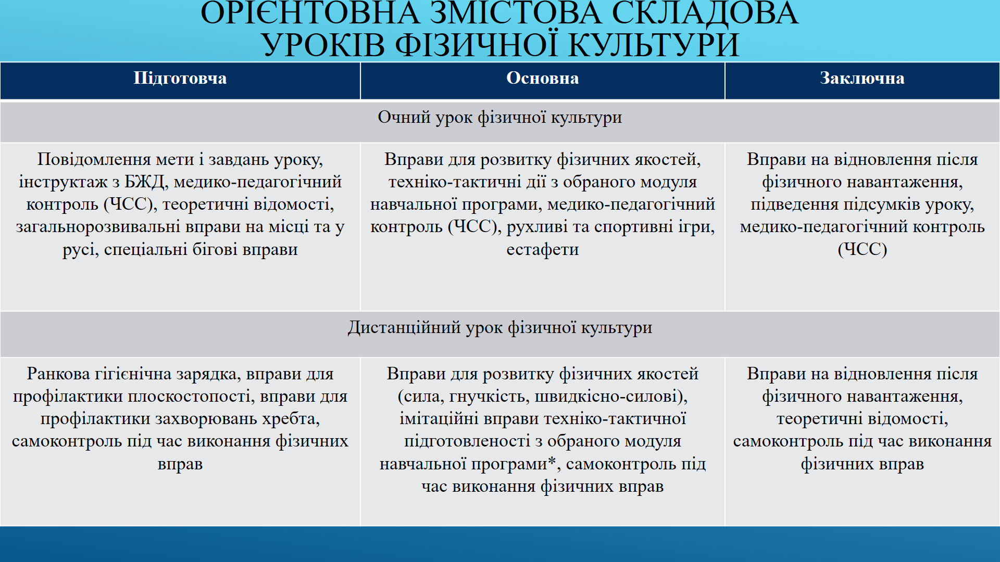 ОРІЄНТОВНА ЗМІСТОВА СКЛАДОВА
УРОКІВ ФІЗИЧНОЇ КУЛЬТУРИ
Підготовча
Основна
Заключна
Очний урок фізичної культури
Повідомлення мети і завдань уроку,
інструктаж з БЖД, медико-педагогічний
контроль (ЧСС), теоретичні відомості,
загальнорозвивальні вправи на місці та у
русі, спеціальні бігові вправи
Вправи для розвитку фізичних якостей,
техніко-тактичні дії з обраного модуля
навчальної програми, медико-педагогічний
контроль (ЧСС), рухливі та спортивні ігри,
естафети
Вправи на відновлення після
фізичного навантаження,
підведення підсумків уроку,
медико-педагогічний контроль
(ЧСС)
Дистанційний урок фізичної культури
Ранкова гігієнічна зарядка, вправи для
профілактики плоскостопості, вправи для
профілактики захворювань хребта,
самоконтроль під час виконання фізичних
вправ
Вправи для розвитку фізичних якостей
(сила, гнучкість, швидкісно-силові),
імітаційні вправи техніко-тактичної
підготовленості з обраного модуля
навчальної програми*, самоконтроль під
час виконання фізичних вправ
Вправи на відновлення після
фізичного навантаження,
теоретичні відомості,
самоконтроль під час виконання
фізичних вправ